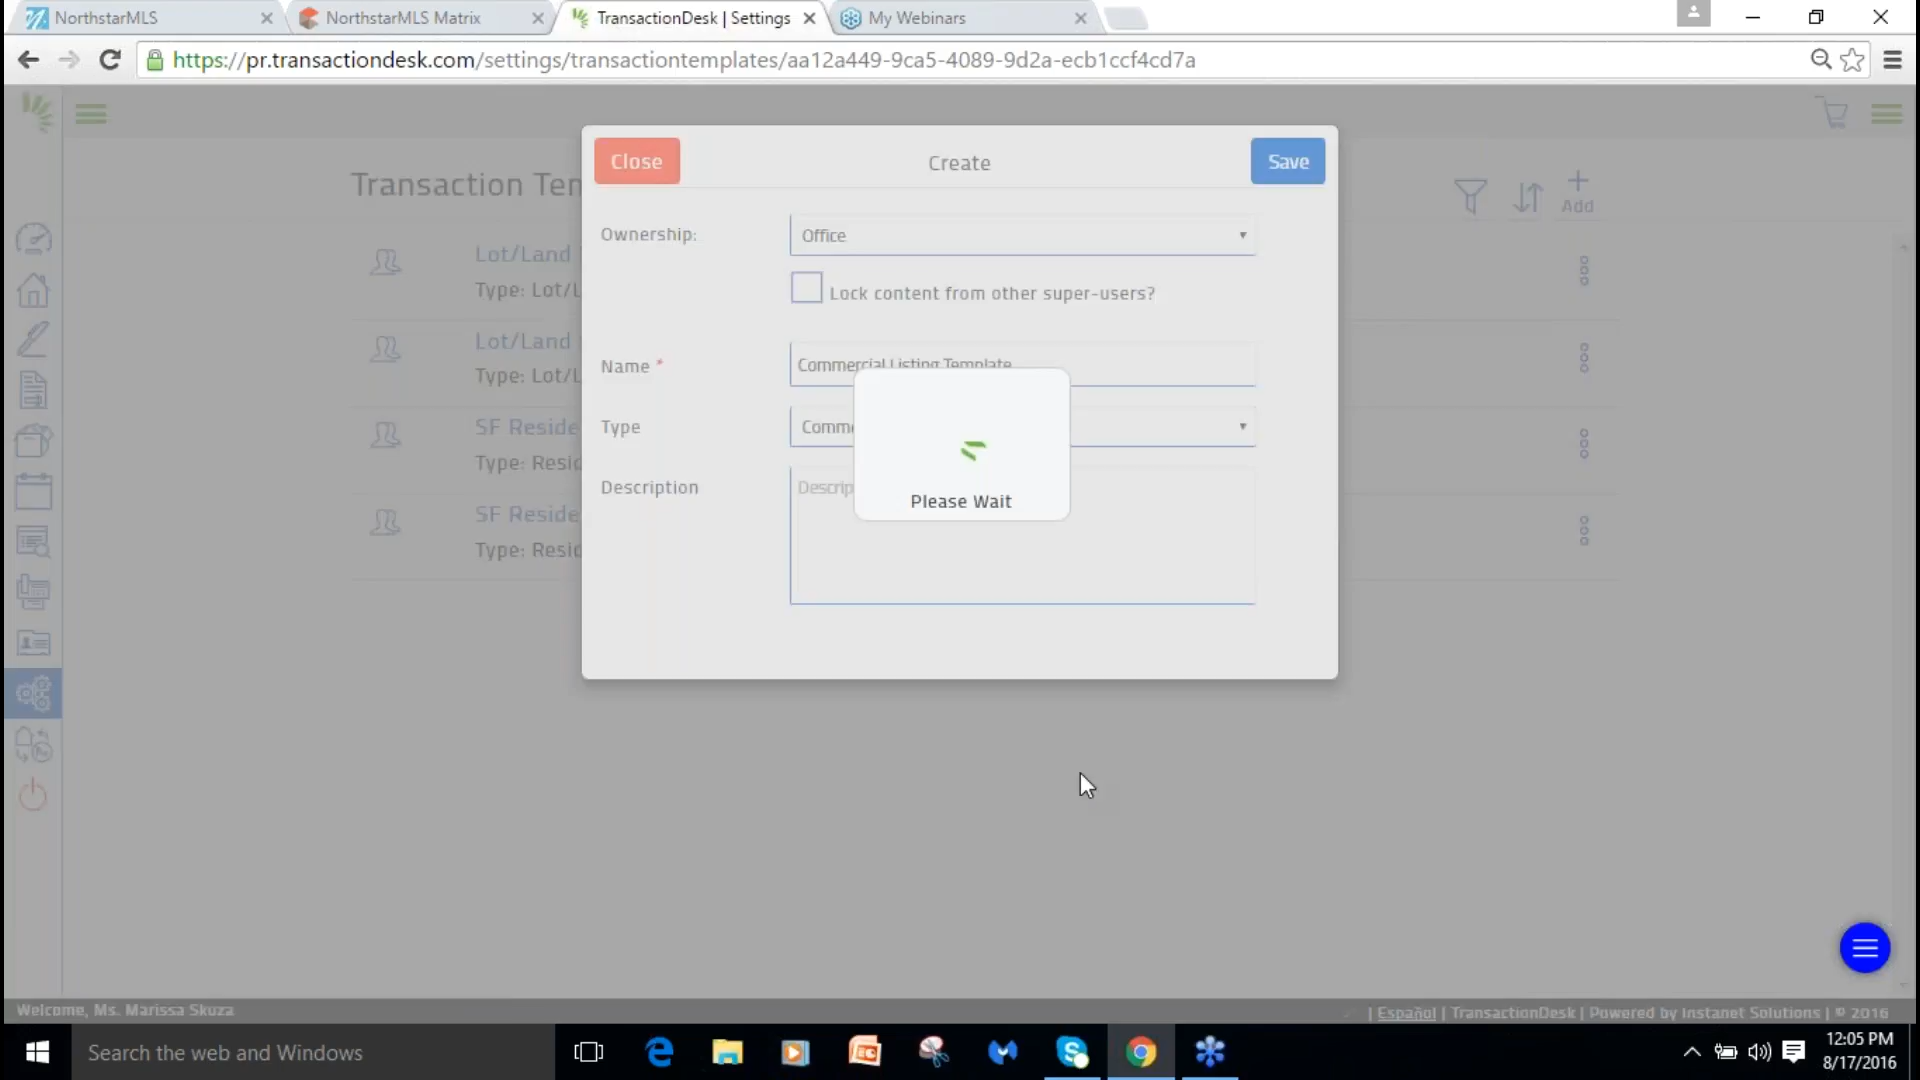 NorthstarMLS
NorthstarMLS Matrix
TransactionDesk | Settings
My Webinars
https://pr.transactiondesk.com/settings/transactiontemplates/aa12a449-9ca5-4089-9d2a-ecb1ccf4cd7a
Close
Create
Save
Transaction Ten
Add
Ownership:
Office
Lock content from other super-users?
Lot/Land
Type: Lot/L
Lot/Land
Type: Lot/L
SF Reside
Type: Resid
SF Reside
Type: Resid
Name *
Commercial Listing Template
Type
Comme
Description
Descrip
Please Wait
Welcome, Ms. Marissa Skuza
| Español | TransactionDesk | Powered by Instanet Solutions | © 2016
Search the web and Windows
12:05 PM
8/17/2016